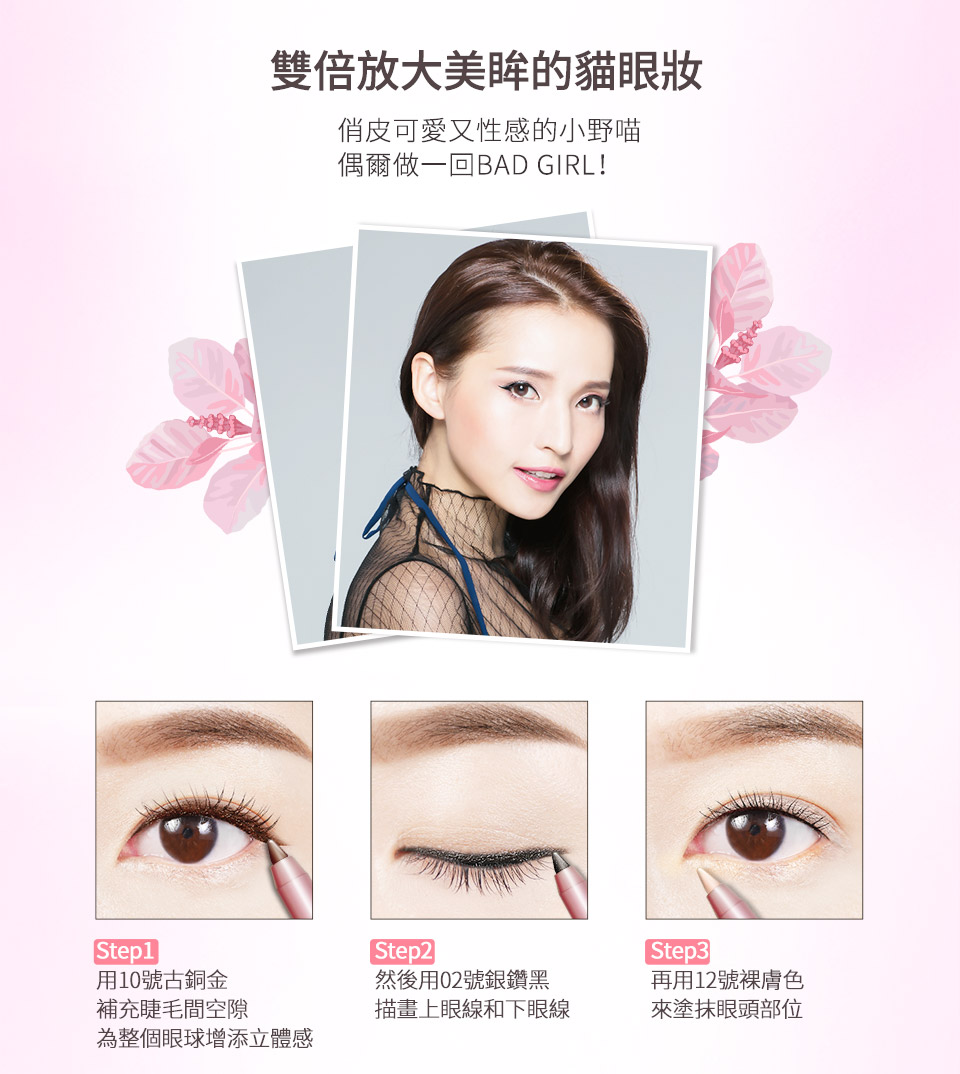 雙倍放大美眸的貓眼妝
俏皮可愛又性感的小野喵
偶爾做一回BAD GIRL!
Step1
用10號古銅金
補充睫毛間空隙
為整個眼球增添立體感
Step2
然後用02號銀鑽黑
描畫上眼線和下眼線
Step3
再用12號裸膚色
來塗抹眼頭部位